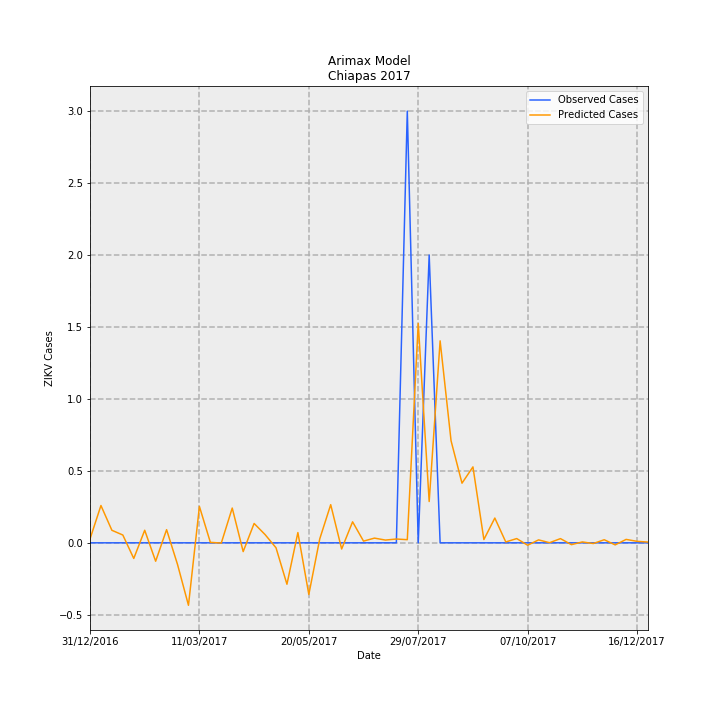 Arimax Model
Chiapas 2017
Observed Cases
Predicted Cases
3.0
2.5
2.0
1.5
1.0
0.5
0.0
−0.5
ZIKV Cases
31/12/2016
11/03/2017
20/05/2017
29/07/2017
07/10/2017
16/12/2017
Date